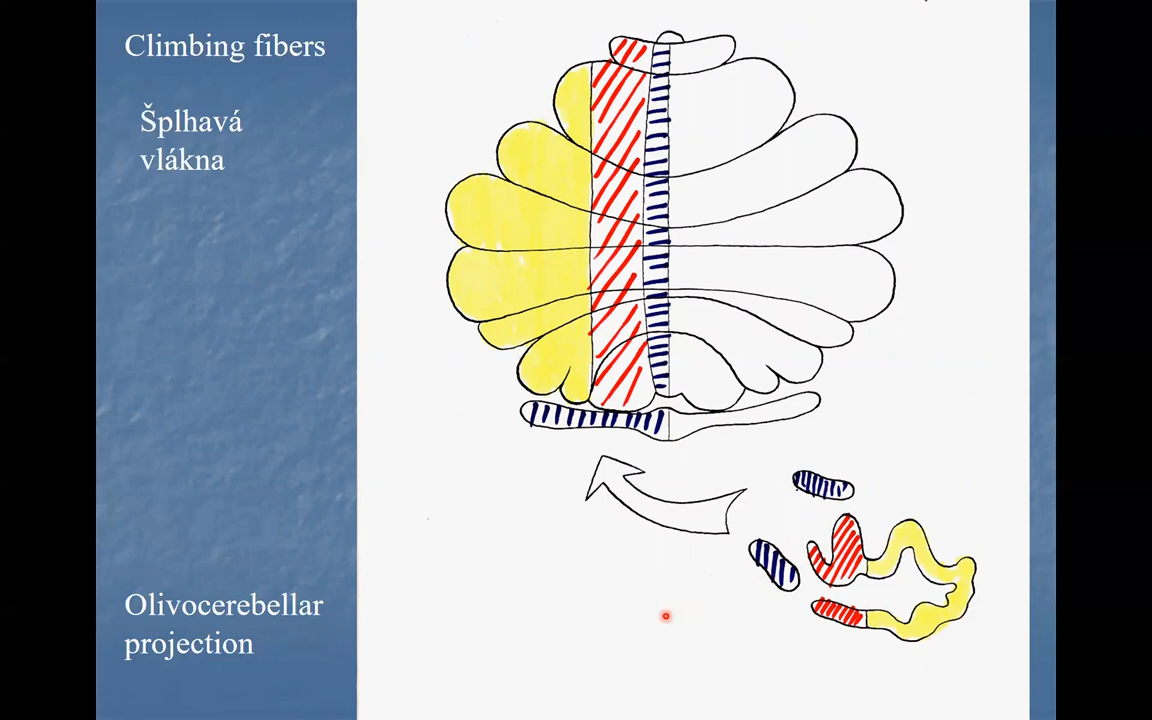 Climbing fibers
Šplhavá
vlákna
Olivocerebellar
projection